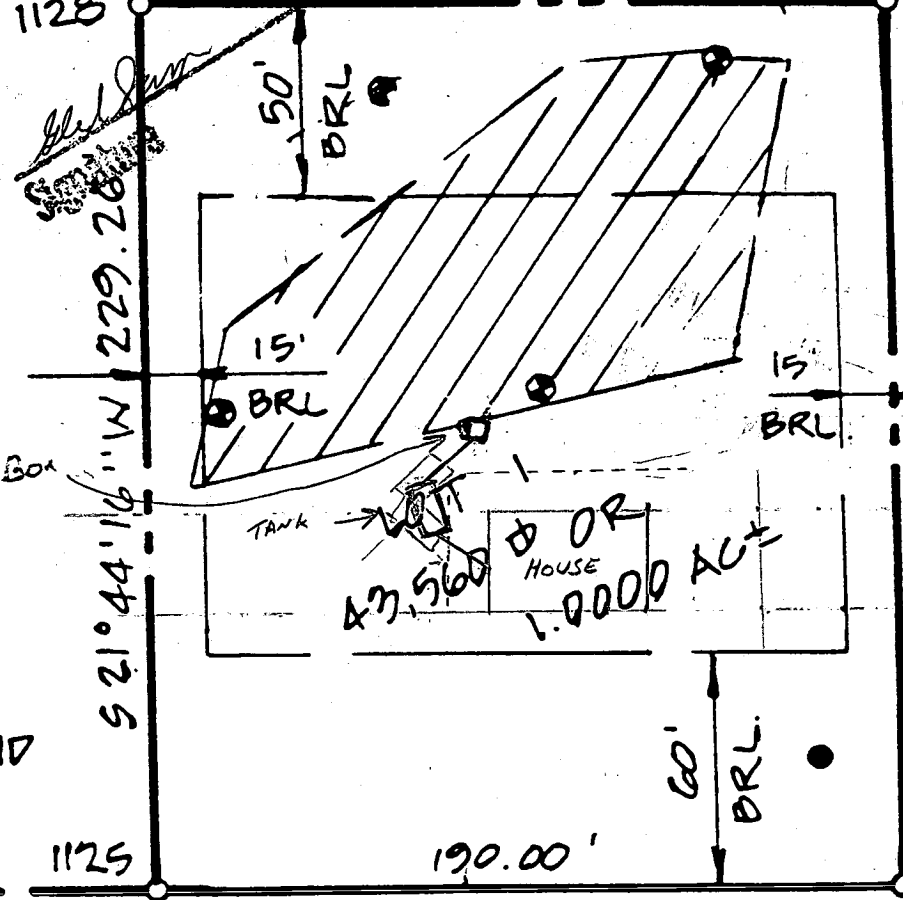 1128
50'
BRL
S 21° 44' 16" W 229.26
15'
BRL
15'
BRL
Box
TANK
HOUSE
43,560 ⏍ OR
1.0000 AC±
60'
BRL.
1125
190.00'